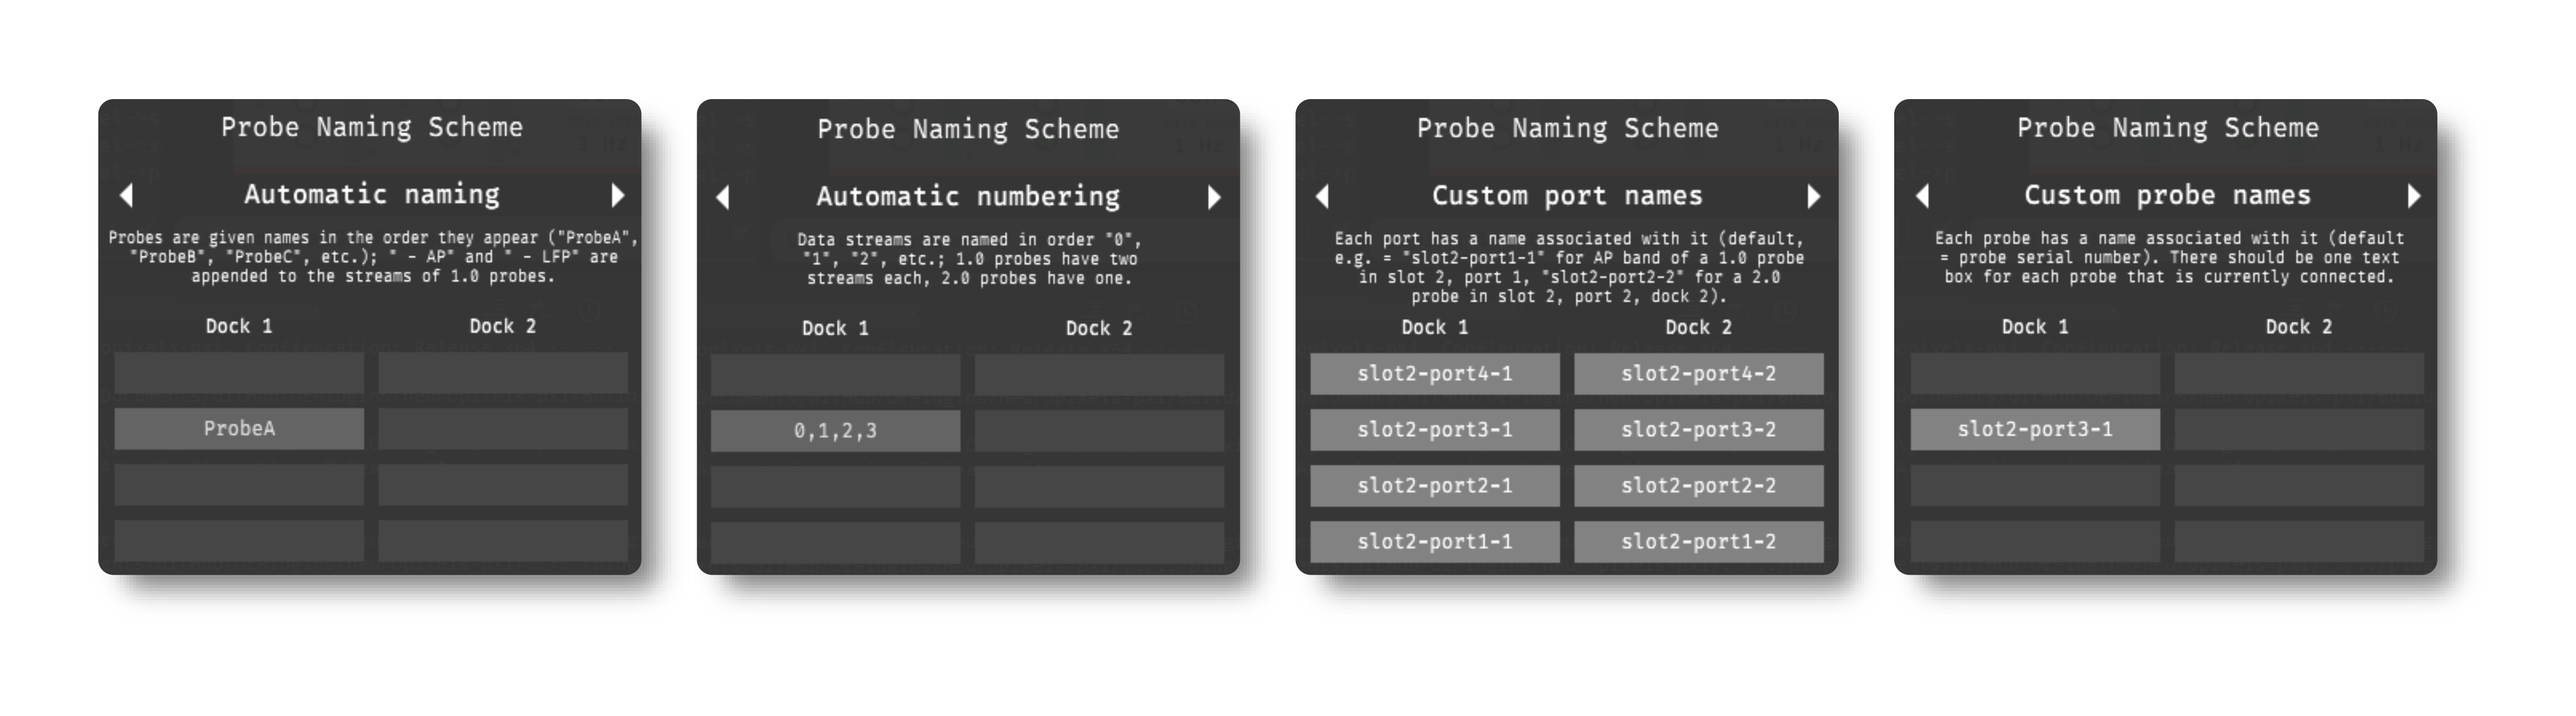 Probe Naming Scheme
Automatic naming
Probes are given names in the order they appear ("ProbeA",
"ProbeB", "ProbeC", etc.); " - AP" and " - LFP" are
appended to the streams of 1.0 probes.
Dock 1 Dock 2
ProbeA
Probe Naming Scheme
Automatic numbering
Data streams are named in order "0",
"1", "2", etc.; 1.0 probes have two
streams each, 2.0 probes have one.
Dock 1 Dock 2
0,1,2,3
Probe Naming Scheme
Custom port names
Each port has a name associated with it (default,
e.g. = "slot2-port1-1" for AP band of a 1.0 probe
in slot 2, port 1, "slot2-port2-2" for a 2.0
probe in slot 2, port 2, dock 2).
Dock 1 Dock 2
slot2-port4-1 slot2-port4-2
slot2-port3-1 slot2-port3-2
slot2-port2-1 slot2-port2-2
slot2-port1-1 slot2-port1-2
Probe Naming Scheme
Custom probe names
Each probe has a name associated with it (default
= probe serial number). There should be one text
box for each probe that is currently connected.
Dock 1 Dock 2
slot2-port3-1